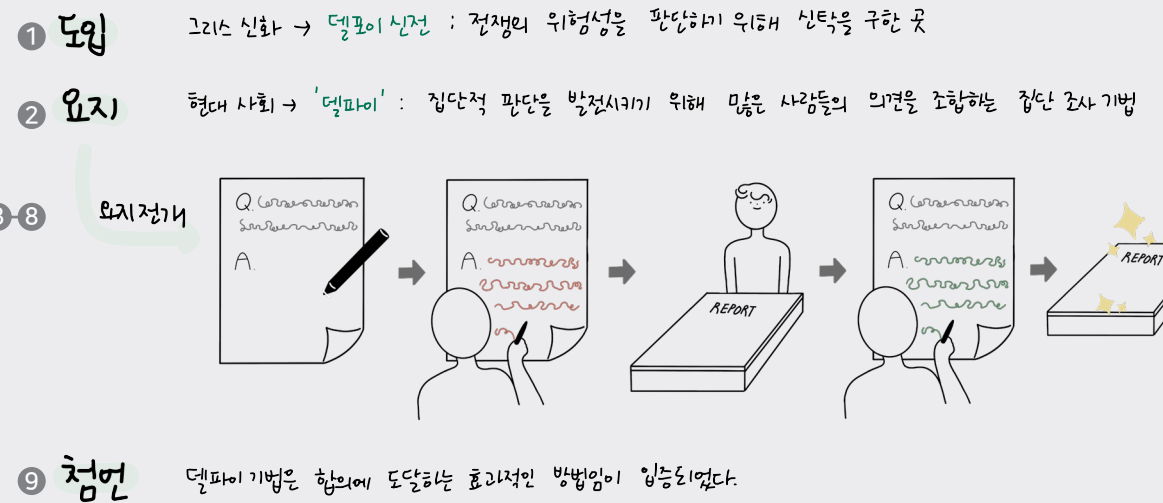 1 도입 그리스 신화 → 델포이 신전 : 전쟁의 위험성을 판단하기 위해 신탁을 구한 곳
2 요지 현대 사회 → '델파이' : 집단적 판단을 발전시키기 위해 많은 사람들의 의견을 조합하는 집단 조사 기법
-8 요지전개
Q. Q. Q.
A. A. REPORT A. REPORT
9 첨언 델파이 기법은 합의에 도달하는 효과적인 방법임이 입증되었다.